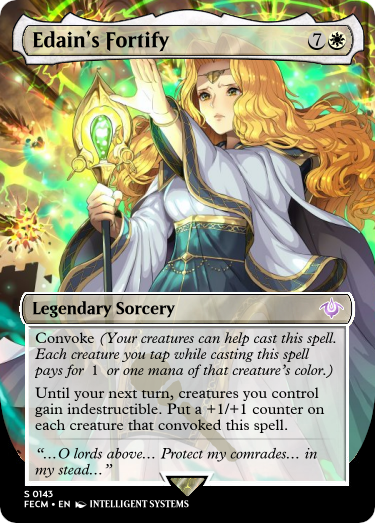 Edain's Fortify 7
Legendary Sorcery
Convoke (Your creatures can help cast this spell.
Each creature you tap while casting this spell
pays for 1 or one mana of that creature's color.)
Until your next turn, creatures you control
gain indestructible. Put a +1/+1 counter on
each creature that convoked this spell.
“…O lords above… Protect my comrades… in
my stead…”
S 0143
FECM • EN INTELLIGENT SYSTEMS